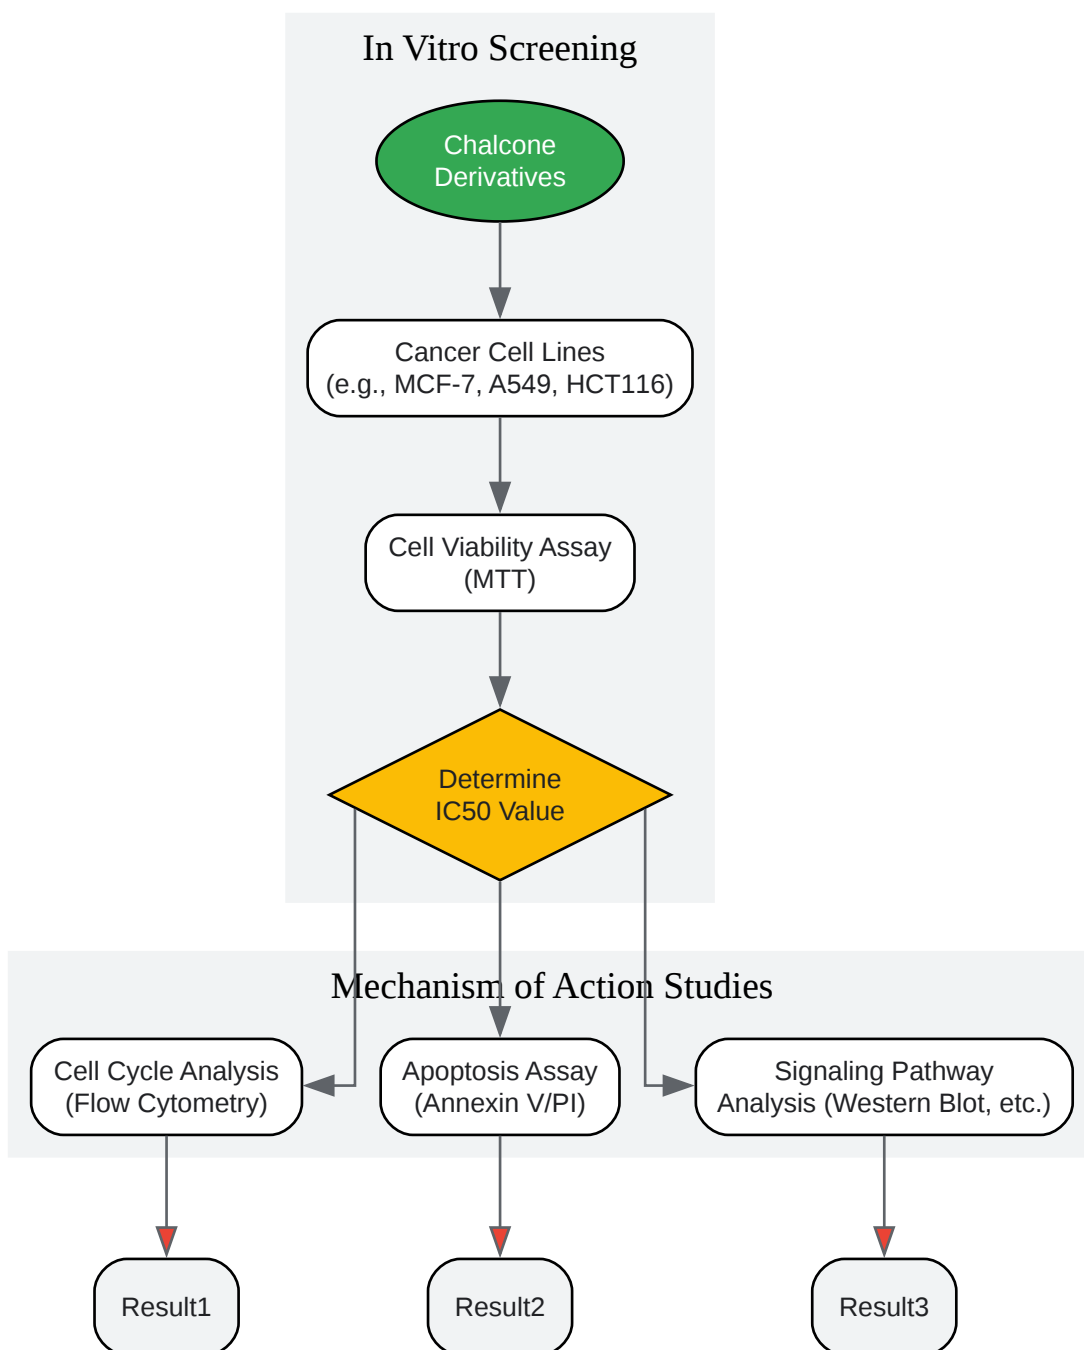 In Vitro Screening
Chalcone
Derivatives
Cancer Cell Lines
(e.g., MCF-7, A549, HCT116)
Cell Viability Assay
(MTT)
Determine
IC50 Value
Mechanism of Action Studies
Cell Cycle Analysis
(Flow Cytometry)
Apoptosis Assay
(Annexin V/PI)
Signaling Pathway
Analysis (Western Blot, etc.)
Result1
Result2
Result3